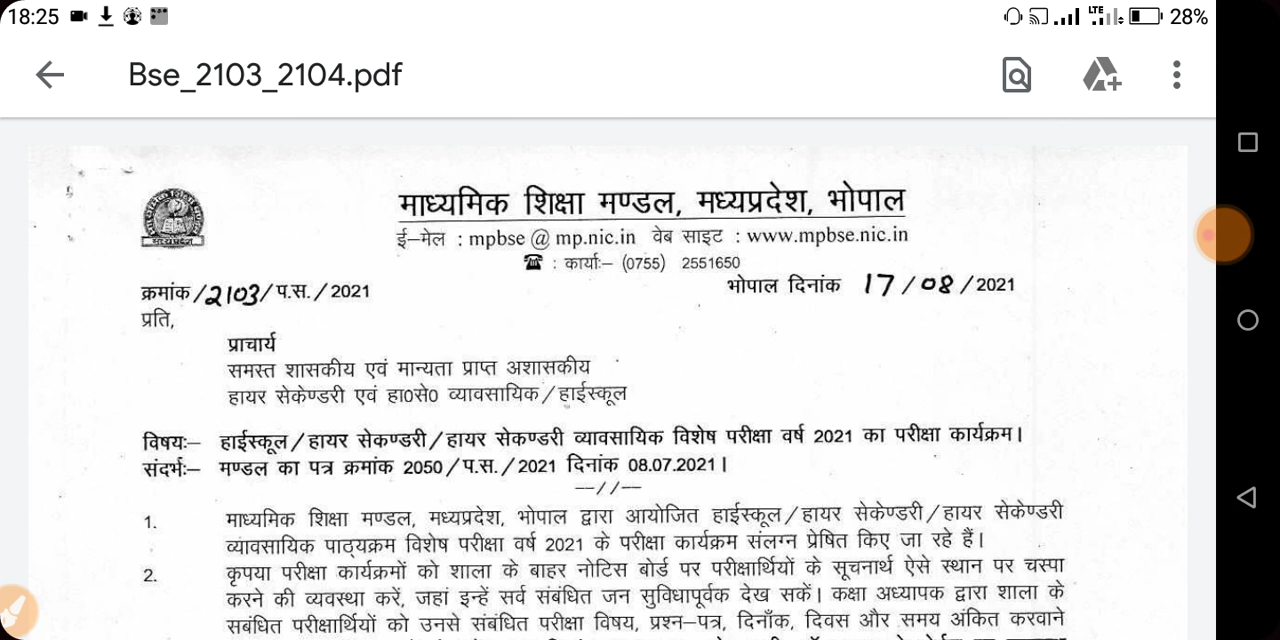 18:25
LTE
28%
Bse_2103_2104.pdf
माध्यमिक शिक्षा मण्डल, मध्यप्रदेश, भोपाल
ई–मेल : mpbse @ mp.nic.in वेब साइट : www.mpbse.nic.in
☎ : कार्याः– (0755) 2551650
क्रमांक/2103/प.स./2021
भोपाल दिनांक 17/08/2021
प्रति,
प्राचार्य
समस्त शासकीय एवं मान्यता प्राप्त अशासकीय
हायर सेकेण्डरी एवं हा0से0 व्यावसायिक/हाईस्कूल
विषयः– हाईस्कूल/हायर सेकण्डरी/हायर सेकण्डरी व्यावसायिक विशेष परीक्षा वर्ष 2021 का परीक्षा कार्यक्रम।
संदर्भः– मण्डल का पत्र क्रमांक 2050/प.स./2021 दिनांक 08.07.2021।
—//—
1. माध्यमिक शिक्षा मण्डल, मध्यप्रदेश, भोपाल द्वारा आयोजित हाईस्कूल/हायर सेकेण्डरी/हायर सेकेण्डरी
व्यावसायिक पाठ्यक्रम विशेष परीक्षा वर्ष 2021 के परीक्षा कार्यक्रम संलग्न प्रेषित किए जा रहे हैं।
2. कृपया परीक्षा कार्यक्रमों को शाला के बाहर नोटिस बोर्ड पर परीक्षार्थियों के सूचनार्थ ऐसे स्थान पर चस्पा
करने की व्यवस्था करें, जहां इन्हें सर्व संबंधित जन सुविधापूर्वक देख सकें। कक्षा अध्यापक द्वारा शाला के
संबंधित परीक्षार्थियों को उनसे संबंधित परीक्षा विषय, प्रश्न–पत्र, दिनाँक, दिवस और समय अंकित करवाने